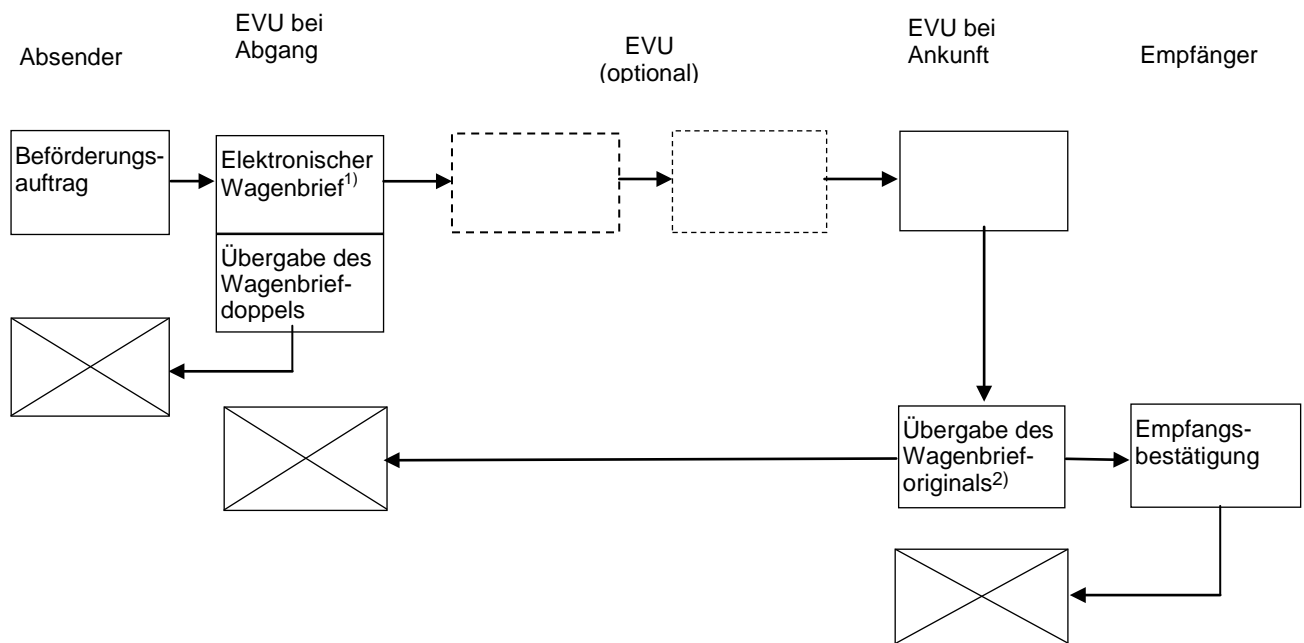 Absender
EVU bei
Abgang
EVU
(optional)
EVU bei
Ankunft
Empfänger
Beförderungs-
auftrag
Elektronischer
Wagenbrief1)
Übergabe des
Wagenbrief-
doppels
Übergabe des
Wagenbrief-
originals2)
Empfangs-
bestätigung